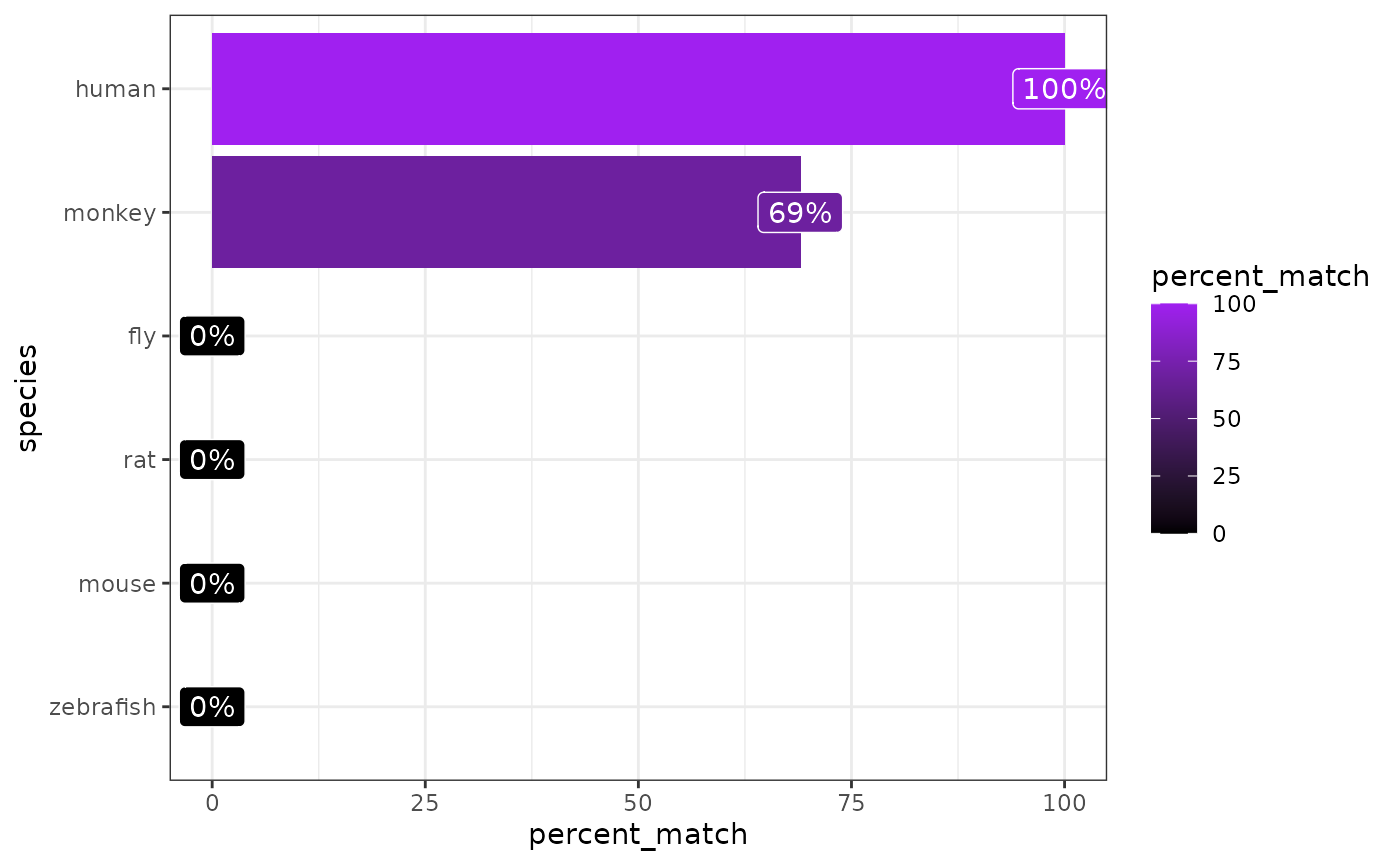 species
human
100%
monkey
69%
fly
0%
rat
0%
mouse
0%
zebrafish
0%
0 25 50 75 100
percent_match
percent_match
100
75
50
25
0